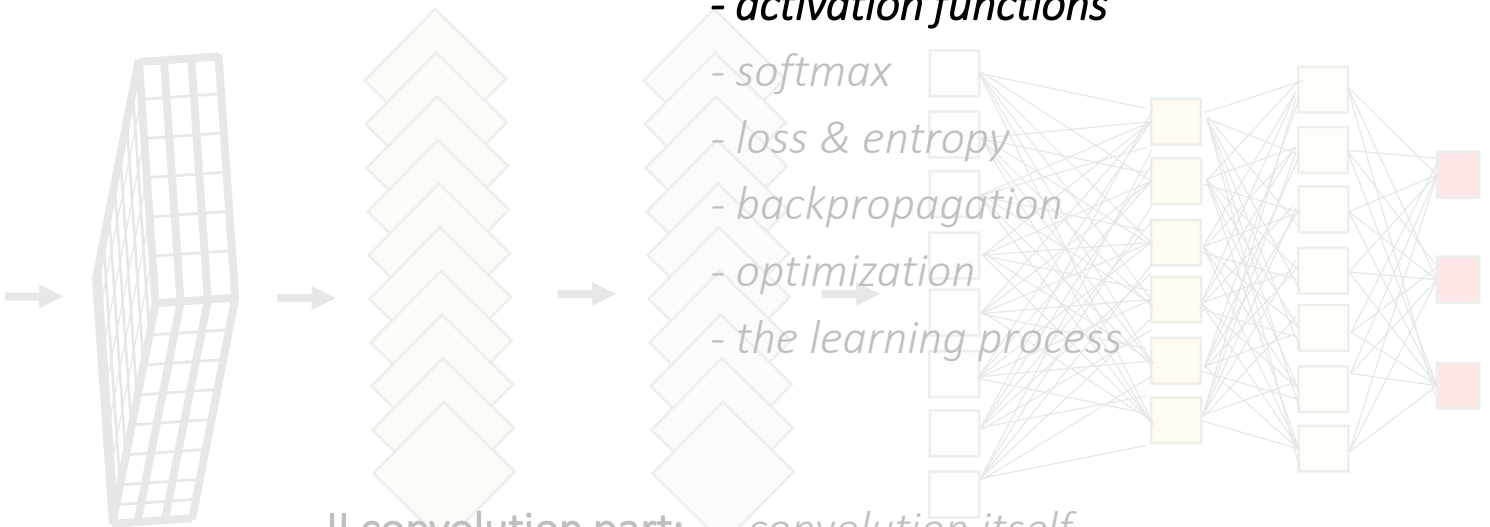 - activation functions
- softmax
- loss & entropy
- backpropagation
- optimization
- the learning process
II convolution part: - convolution itself